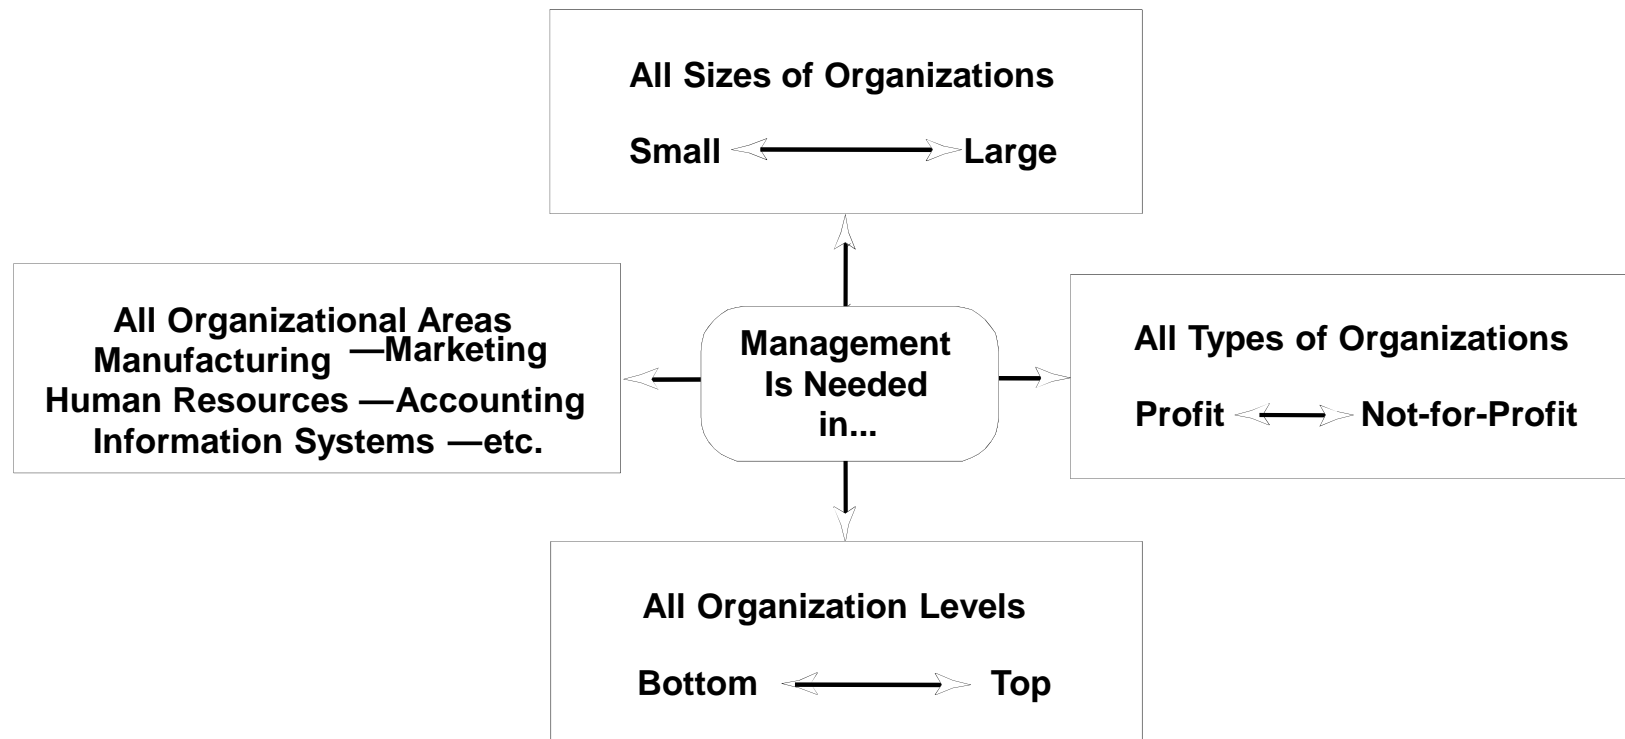 All Sizes of Organizations
Small Large
All Organizational Areas
Manufacturing —Marketing
Human Resources —Accounting
Information Systems —etc.
Management
Is Needed
in...
All Types of Organizations
Profit Not-for-Profit
All Organization Levels
Bottom Top